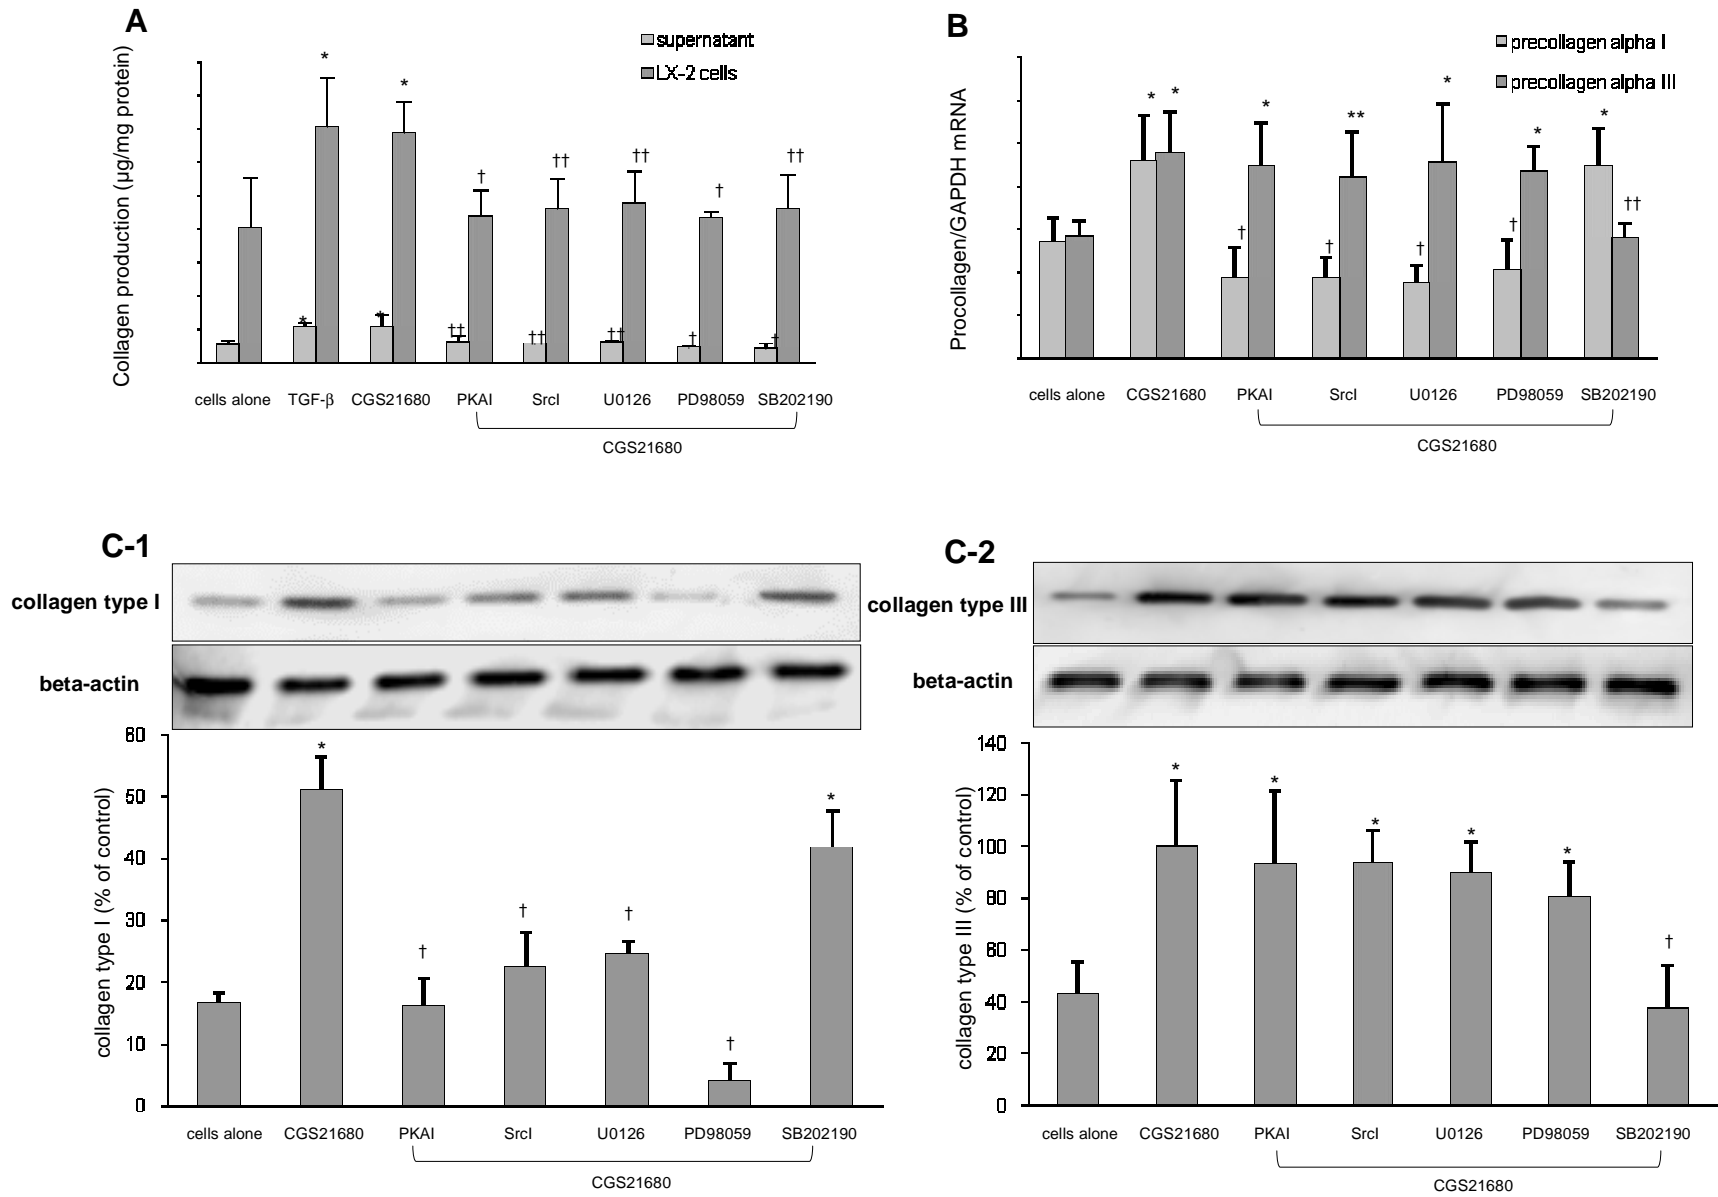 A
supernatant
LX-2 cells
Collagen production (µg/mg protein)
* * † †† †† † ††
* * †† †† †† † †
cells alone TGF-β CGS21680 PKAI SrcI U0126 PD98059 SB202190
CGS21680
B
precollagen alpha I
precollagen alpha III
Procollagen/GAPDH mRNA
* * * ** * * *
† † † † ††
cells alone CGS21680 PKAI SrcI U0126 PD98059 SB202190
CGS21680
C-1
collagen type I
beta-actin
collagen type I (% of control)
60
50
40
30
20
10
0
* † † † † *
cells alone CGS21680 PKAI SrcI U0126 PD98059 SB202190
CGS21680
C-2
collagen type III
beta-actin
collagen type III (% of control)
140
120
100
80
60
40
20
0
* * * * * †
cells alone CGS21680 PKAI SrcI U0126 PD98059 SB202190
CGS21680